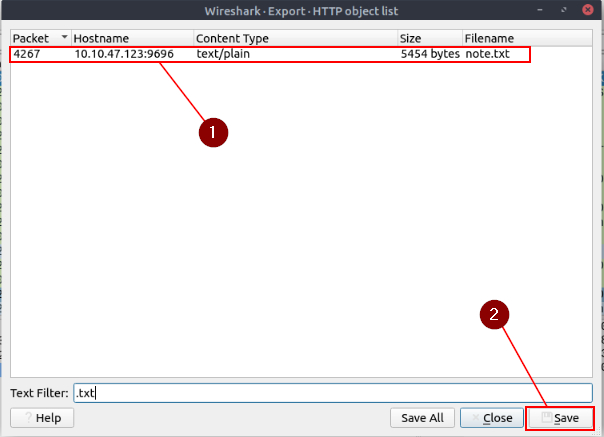 Wireshark · Export · HTTP object list
Packet Hostname Content Type Size Filename
4267 10.10.47.123:9696 text/plain 5454 bytes note.txt
1
2
Text Filter: .txt
Help Save All Close Save